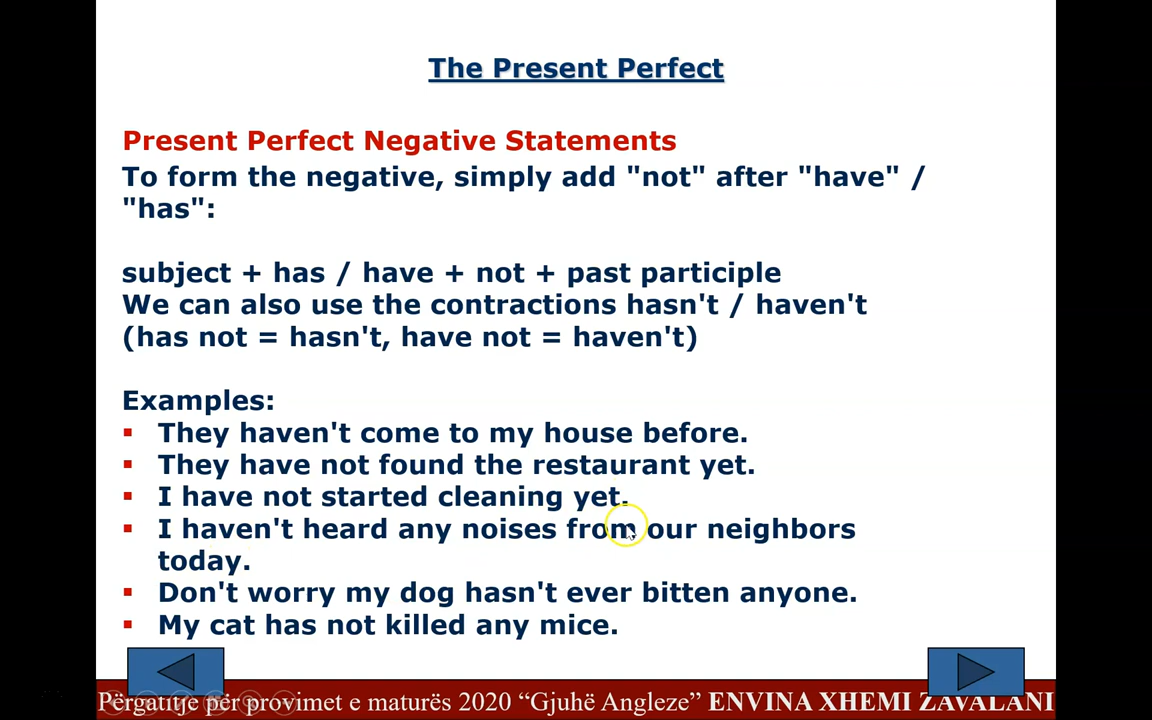 The Present Perfect
Present Perfect Negative Statements
To form the negative, simply add "not" after "have" /
"has":
subject + has / have + not + past participle
We can also use the contractions hasn't / haven't
(has not = hasn't, have not = haven't)
Examples:
▪ They haven't come to my house before.
▪ They have not found the restaurant yet.
▪ I have not started cleaning yet.
▪ I haven't heard any noises from our neighbors
today.
▪ Don't worry my dog hasn't ever bitten anyone.
▪ My cat has not killed any mice.
Përgatitje për provimet e maturës 2020 “Gjuhë Angleze” ENVINA XHEMI ZAVALANI